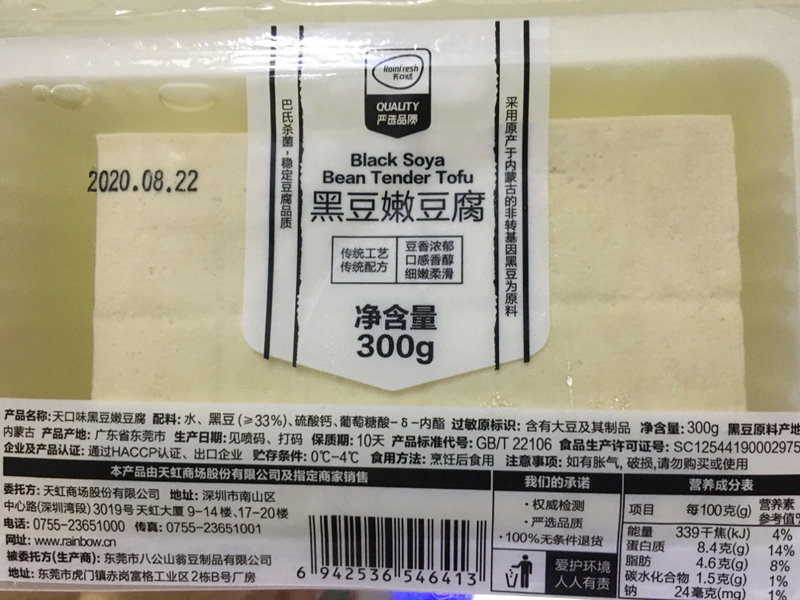 Rainfresh
天口味
QUALITY
严选品质
巴氏杀菌，稳定豆腐品质
采用原产于内蒙古的非转基因黑豆为原料
2020.08.22
Black Soya
Bean Tender Tofu
黑豆嫩豆腐
传统工艺
传统配方
豆香浓郁
口感香醇
细嫩柔滑
净含量
300g
产品名称:天口味黑豆嫩豆腐 配料:水、黑豆(≥33%)、硫酸钙、葡萄糖酸-δ-内酯 过敏原标识:含有大豆及其制品 净含量:300g 黑豆原料产地
内蒙古 产品产地:广东省东莞市 生产日期:见喷码、打码 保质期:10天 产品标准代号:GB/T 22106 食品生产许可证号:SC12544190002975
企业及产品认证:通过HACCP认证、出口企业 贮存条件:0℃-4℃ 食用方法:烹饪后食用 注意事项:如有胀气,破损,请勿购买或使用
本产品由天虹商场股份有限公司及指定商家销售
委托方:天虹商场股份有限公司 地址:深圳市南山区
中心路(深圳湾段)3019号天虹大厦9-14楼.17-20楼
电话:0755-23651000 传真:0755-23651001
网址:www.rainbow.cn
被委托方(生产商):东莞市八公山翁豆制品有限公司
地址:东莞市虎门镇赤岗富格工业区2栋B号厂房
6 942536 546413
我们的承诺
·权威检测
·严选品质
·100%无条件退货
爱护环境
人人有责
营养成分表
项目 每100克(g) 营养素参考值%
能量 339千焦(kJ) 4%
蛋白质 8.4克(g) 14%
脂肪 4.6克(g) 8%
碳水化合物 1.5克(g) 1%
钠 24毫克(mg) 1%